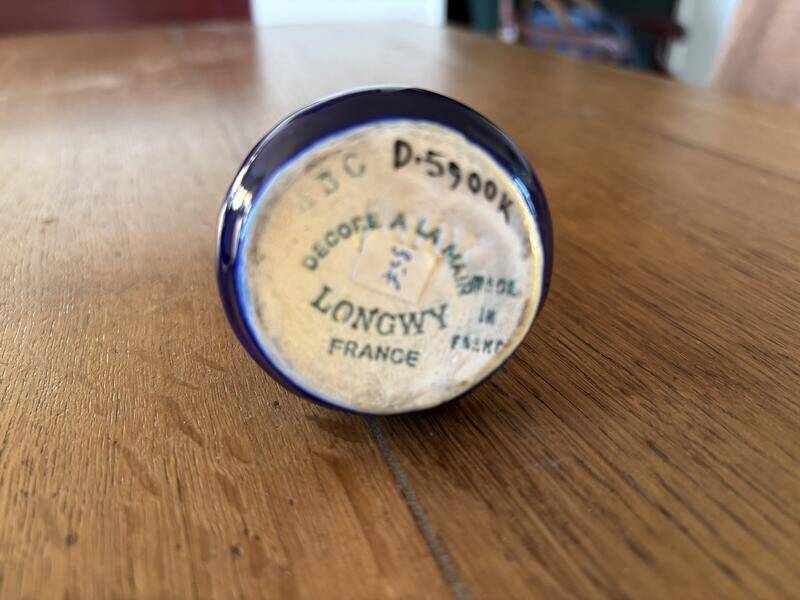 D-5900K
DECORE A LA MAIN
LONGWY
FRANCE
MADE
IN
FRANCE